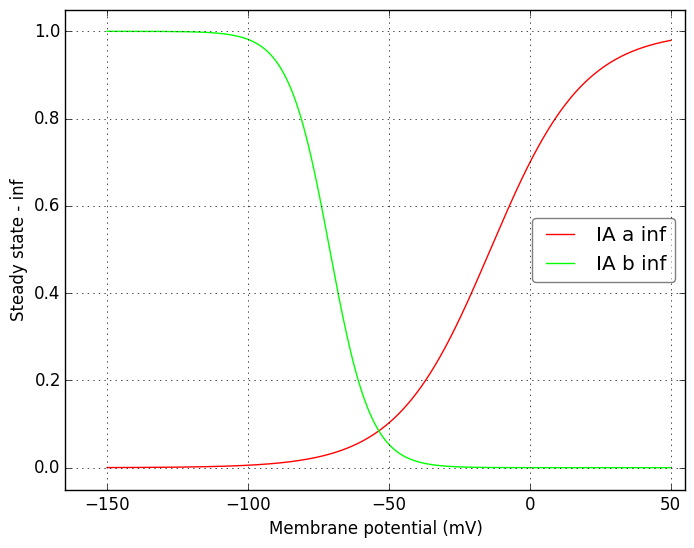 1.0
0.8
0.6
0.4
0.2
0.0
Steady state - inf
IA a inf
IA b inf
−150
−100
−50
0
50
Membrane potential (mV)